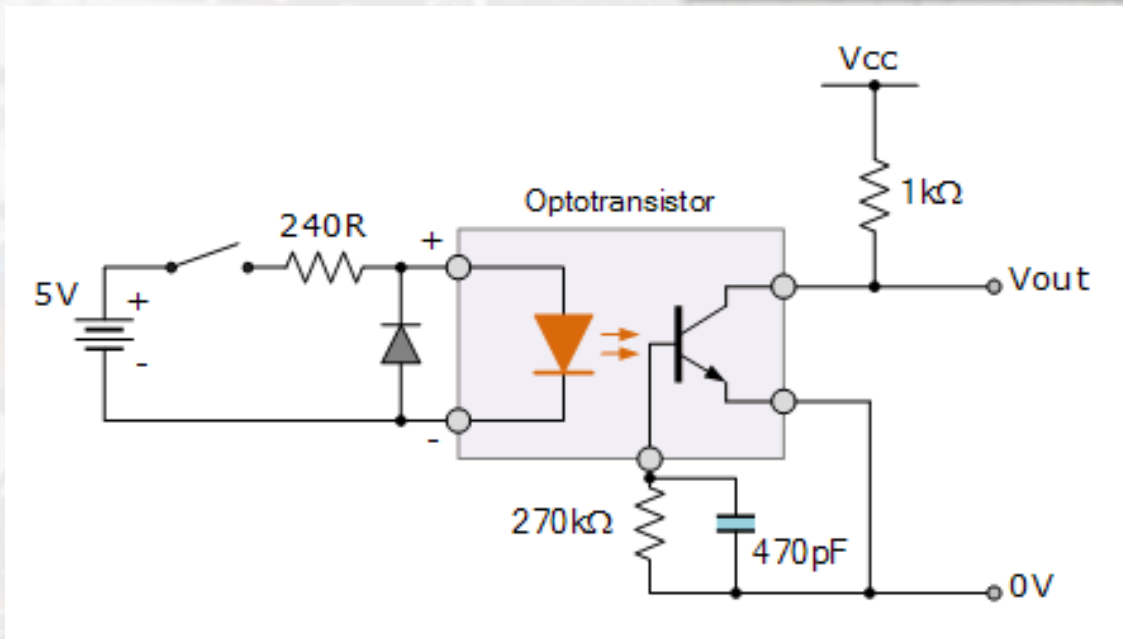 Vcc
1kΩ
Optotransistor
240R
+
5V
+
-
Vout
-
270kΩ
470pF
0V